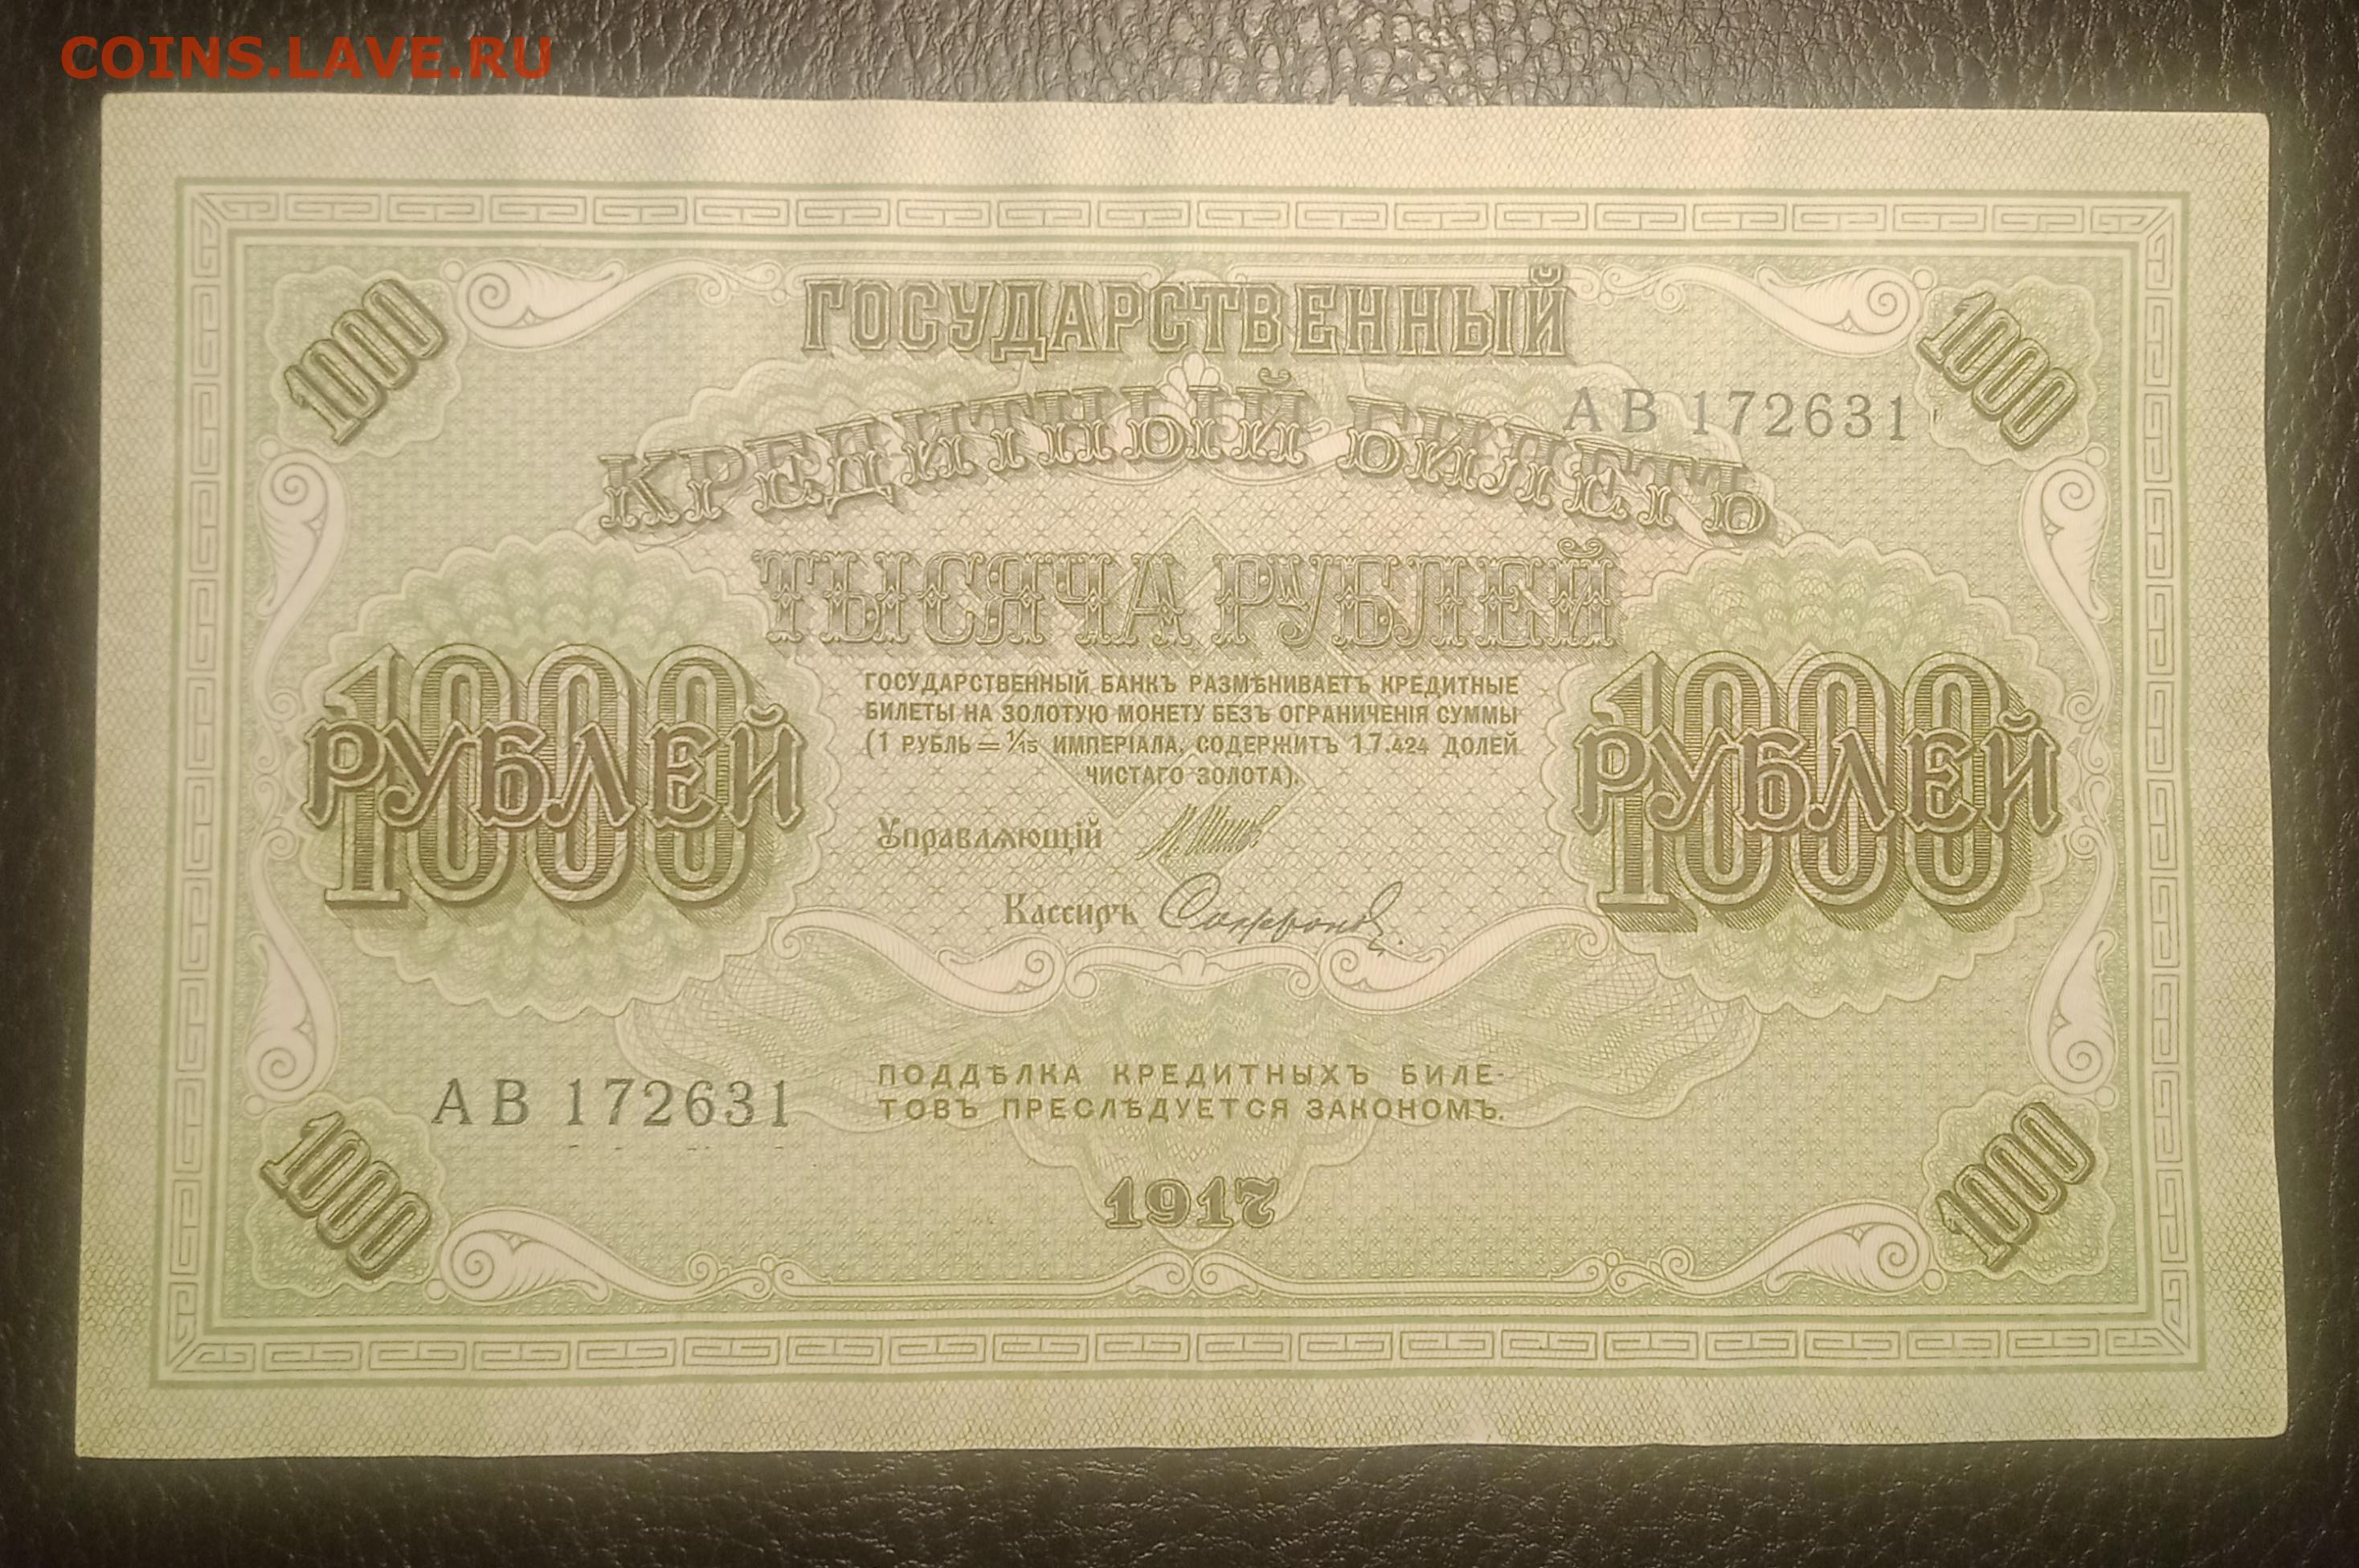 COINS.LAVE.RU
1000
ГОСУДАРСТВЕННЫЙ
1000
АВ 172631
КРЕДИТНЫЙ БИЛЕТЪ
ТЫСЯЧА РУБЛЕЙ
1000
РУБЛЕЙ
ГОСУДАРСТВЕННЫЙ БАНКЪ РАЗМѢНИВАЕТЪ КРЕДИТНЫЕ
БИЛЕТЫ НА ЗОЛОТУЮ МОНЕТУ БЕЗЪ ОГРАНИЧЕНІЯ СУММЫ
(1 РУБЛЬ = 1/15 ИМПЕРІАЛА, СОДЕРЖИТЪ 17.424 ДОЛЕЙ
ЧИСТАГО ЗОЛОТА).
1000
РУБЛЕЙ
Управляющій
Кассиръ
АВ 172631
ПОДДѢЛКА КРЕДИТНЫХЪ БИЛЕ-
ТОВЪ ПРЕСЛѢДУЕТСЯ ЗАКОНОМЪ.
1000
1917
1000